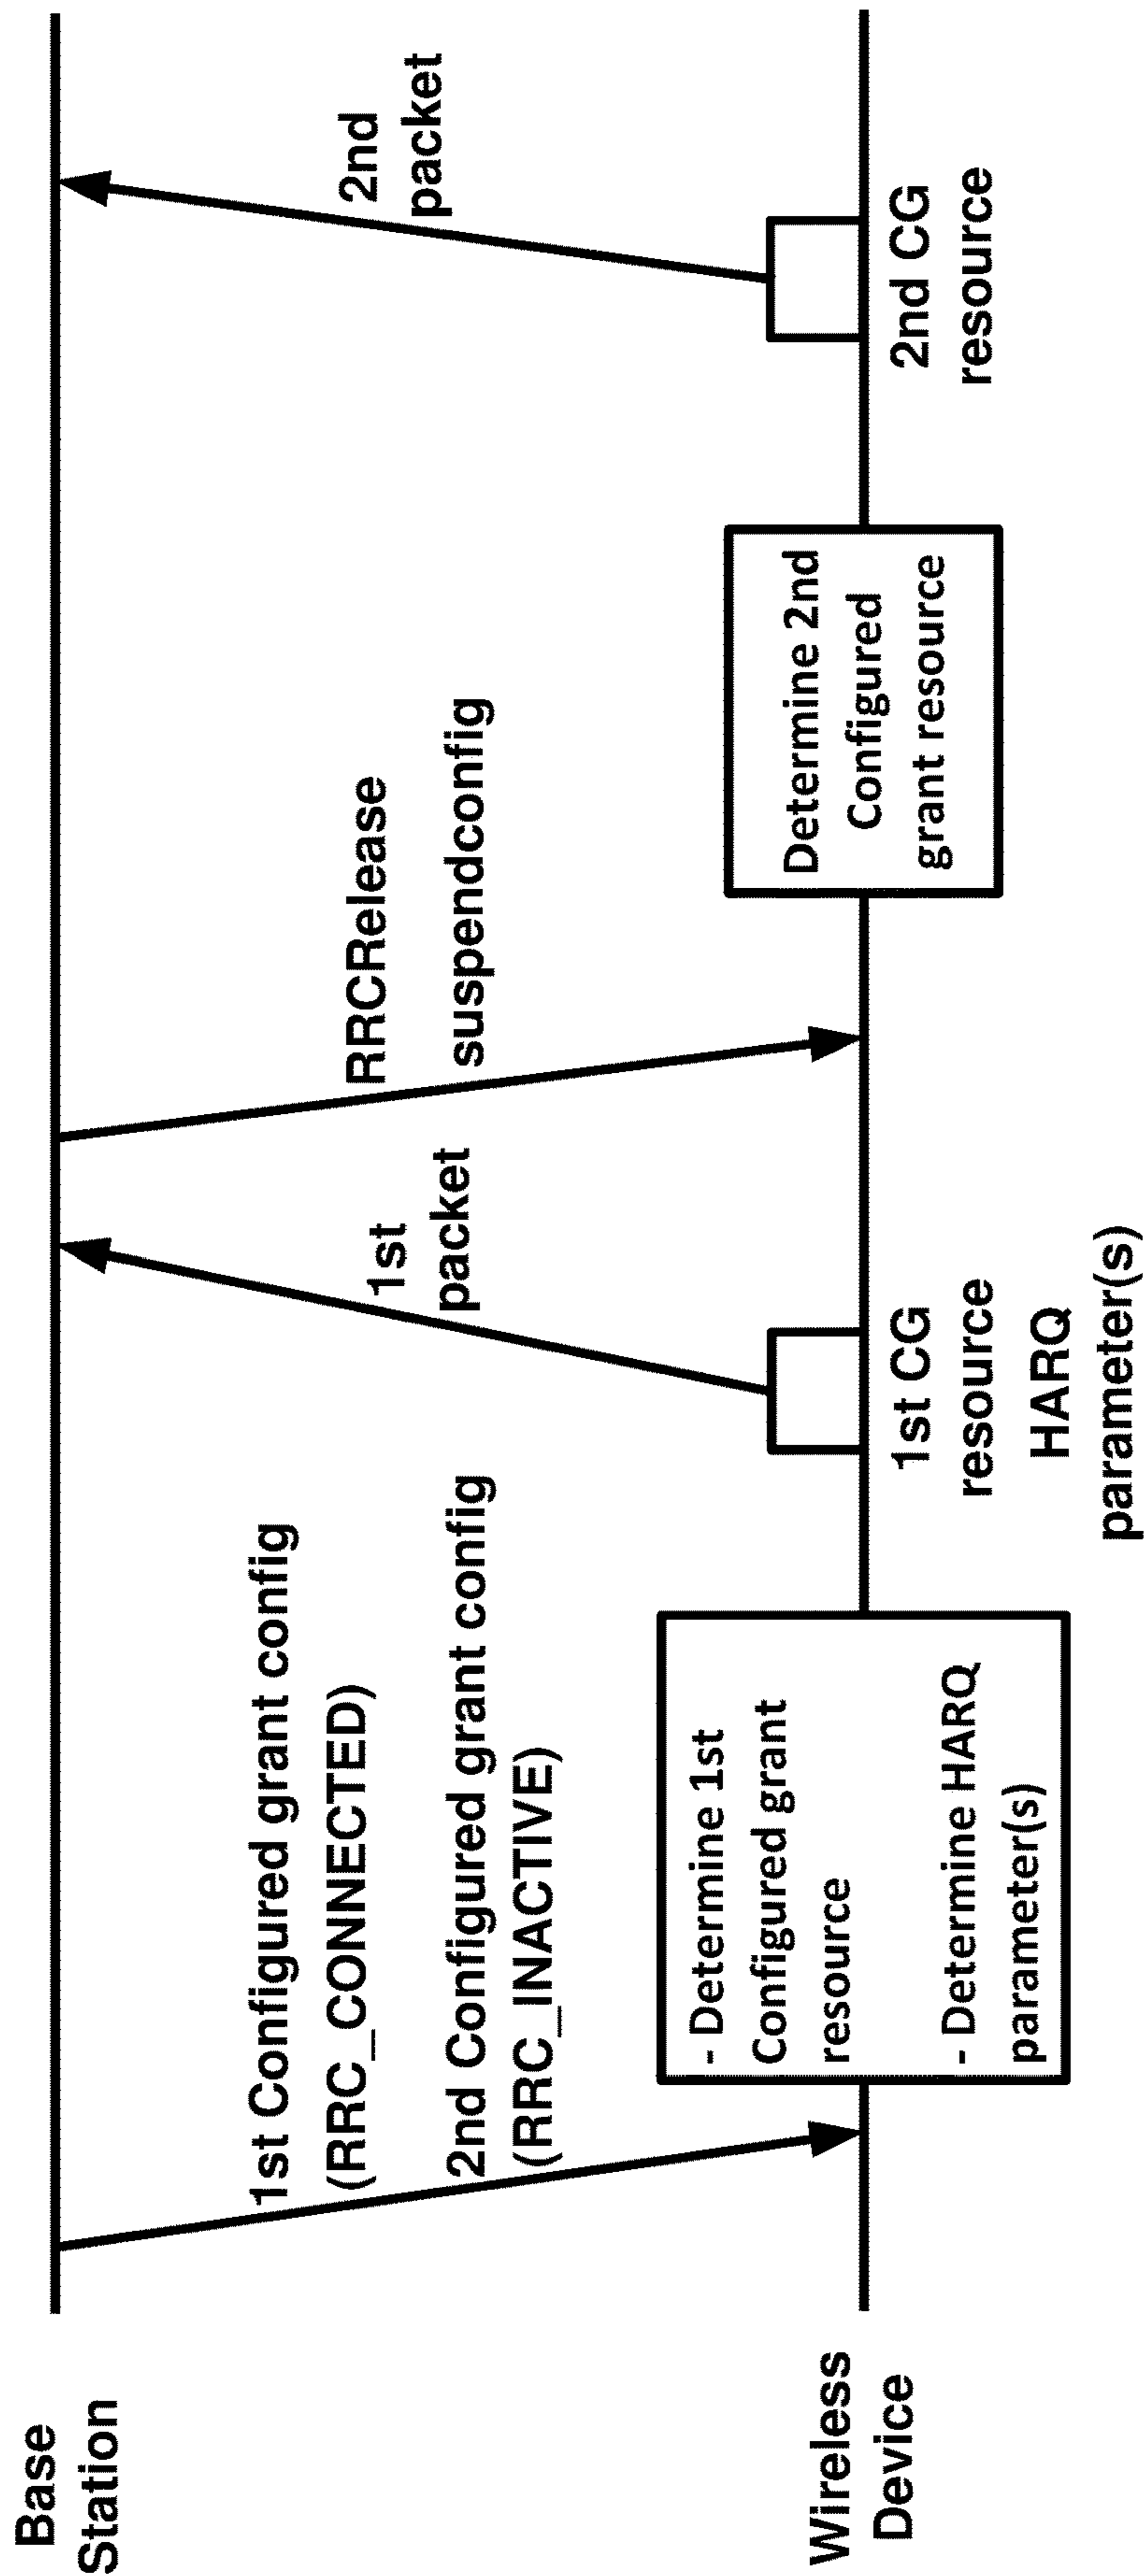 Base
Station
Wireless
Device
1st Configured grant config
(RRC_CONNECTED)
2nd Configured grant config
(RRC_INACTIVE)
- Determine 1st
Configured grant
resource
- Determine HARQ
parameter(s)
1st
packet
1st CG
resource
HARQ
parameter(s)
RRCRelease
suspendconfig
Determine 2nd
Configured
grant resource
2nd
packet
2nd CG
resource